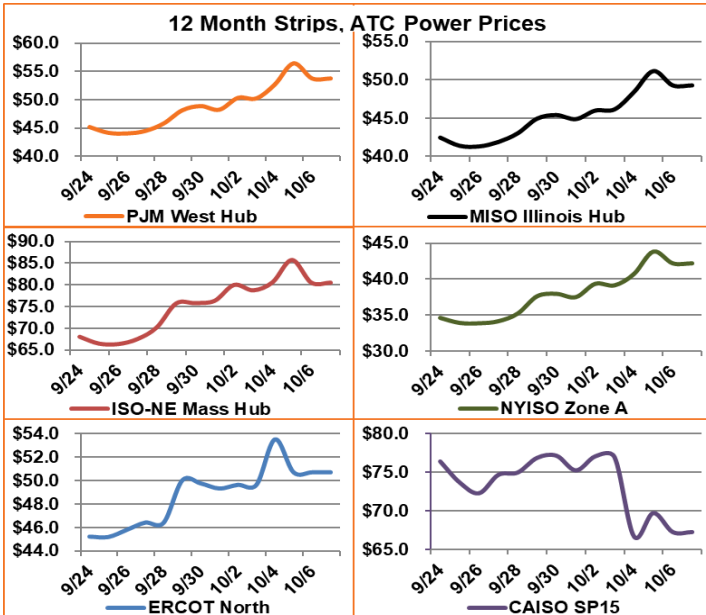 12 Month Strips, ATC Power Prices
$60.0
$55.0
$50.0
$45.0
$40.0
9/24 9/26 9/28 9/30 10/2 10/4 10/6
PJM West Hub
$55.0
$50.0
$45.0
$40.0
9/24 9/26 9/28 9/30 10/2 10/4 10/6
MISO Illinois Hub
$90.0
$85.0
$80.0
$75.0
$70.0
$65.0
9/24 9/26 9/28 9/30 10/2 10/4 10/6
ISO-NE Mass Hub
$45.0
$40.0
$35.0
$30.0
9/24 9/26 9/28 9/30 10/2 10/4 10/6
NYISO Zone A
$54.0
$52.0
$50.0
$48.0
$46.0
$44.0
9/24 9/26 9/28 9/30 10/2 10/4 10/6
ERCOT North
$80.0
$75.0
$70.0
$65.0
9/24 9/26 9/28 9/30 10/2 10/4 10/6
CAISO SP15